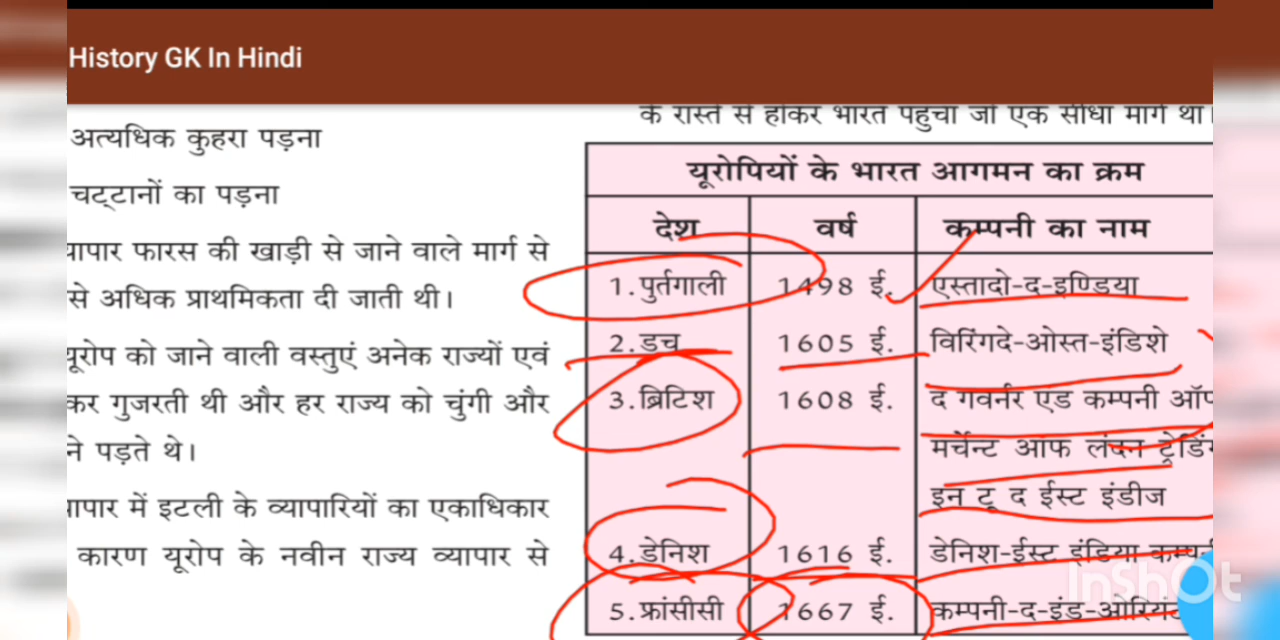 History GK In Hindi
अत्यधिक कुहरा पड़ना
चट्टानों का पड़ना
यापार फारस की खाड़ी से जाने वाले मार्ग से
से अधिक प्राथमिकता दी जाती थी।
यूरोप को जाने वाली वस्तुएं अनेक राज्यों एवं
कर गुजरती थी और हर राज्य को चुंगी और
ने पड़ते थे।
यापार में इटली के व्यापारियों का एकाधिकार
कारण यूरोप के नवीन राज्य व्यापार से
के रास्ते से होकर भारत पहुंचा जो एक सीधा मार्ग था।
यूरोपियों के भारत आगमन का क्रम
देश वर्ष कम्पनी का नाम
1. पुर्तगाली 1498 ई. एस्तादो-द-इण्डिया
2. डच 1605 ई. विरिंगदे-ओस्त-इंडिशे
3. ब्रिटिश 1608 ई. द गवर्नर एंड कम्पनी ऑफ
मर्चेन्ट ऑफ लंदन ट्रेडिंग
इन टू द ईस्ट इंडीज
4. डेनिश 1616 ई. डेनिश-ईस्ट इंडिया कम्पनी
5. फ्रांसीसी 1667 ई. कम्पनी-द-इंड-ओरियंट
InShOt